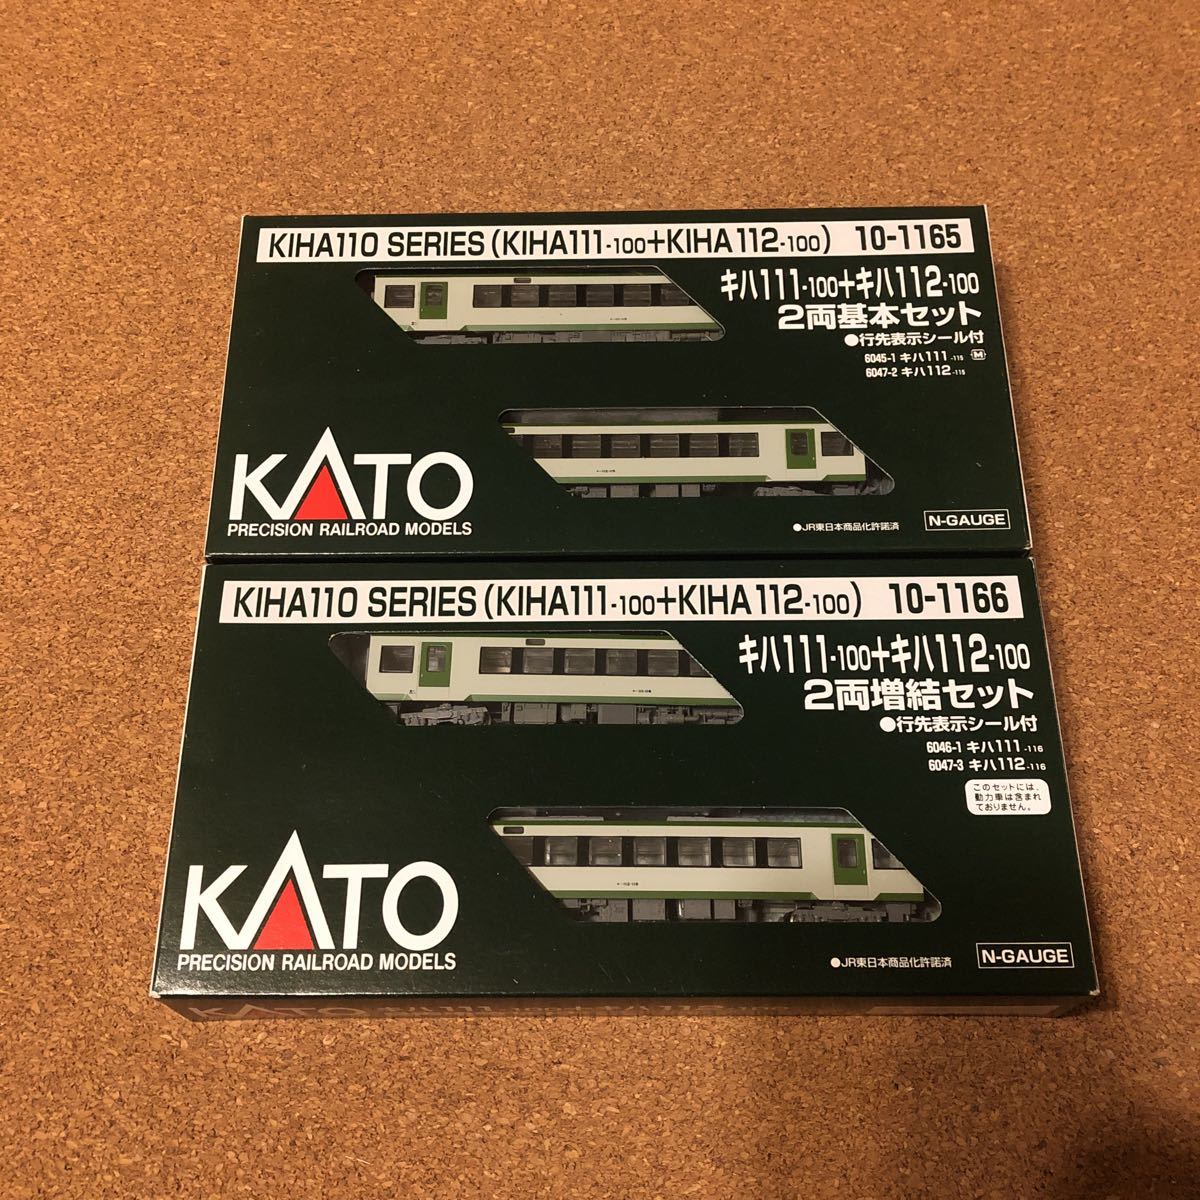 KIHA110 SERIES (KIHA111-100+KIHA112-100) 10-1165
キハ111-100+キハ112-100
2両基本セット
●行先表示シール付
6045-1 キハ111-115 M
6047-2 キハ112-115
KATO
PRECISION RAILROAD MODELS
●JR東日本商品化許諾済
N-GAUGE
KIHA110 SERIES (KIHA111-100+KIHA112-100) 10-1166
キハ111-100+キハ112-100
2両増結セット
●行先表示シール付
6046-1 キハ111-116
6047-3 キハ112-116
このセットには、
動力車は含まれ
ておりません。
KATO
PRECISION RAILROAD MODELS
●JR東日本商品化許諾済
N-GAUGE
KATO